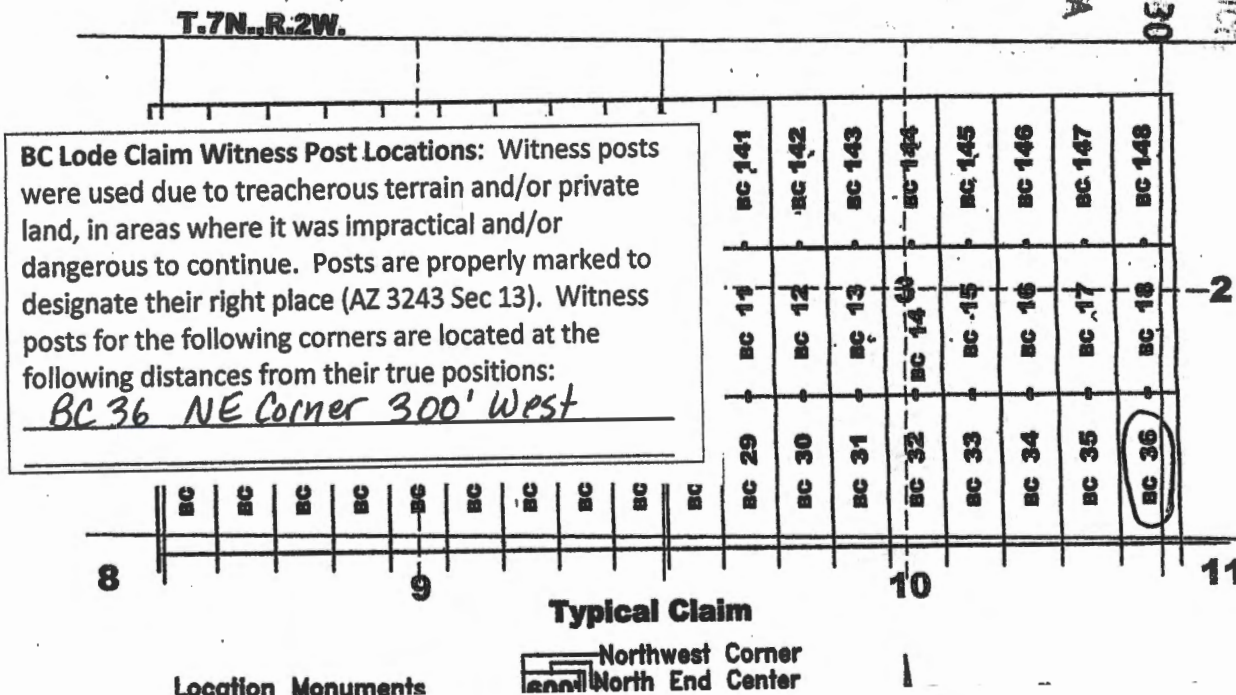 T.7N.,R.2W.
30
BC Lode Claim Witness Post Locations: Witness posts
were used due to treacherous terrain and/or private
land, in areas where it was impractical and/or
dangerous to continue. Posts are properly marked to
designate their right place (AZ 3243 Sec 13). Witness
posts for the following corners are located at the
following distances from their true positions:
BC 36 NE Corner 300' West
BC 141
BC 142
BC 143
BC 144
BC 145
BC 146
BC 147
BC 148
BC 11
BC 12
BC 13
BC 14
BC 15
BC 16
BC 17
BC 18
2
BC 29
BC 30
BC 31
BC 32
BC 33
BC 34
BC 35
BC 36
BC
BC
BC
BC
BC
BC
BC
BC
BC
BC
8
9
10
11
Typical Claim
Northwest Corner
North End Center
600'
Location Monuments